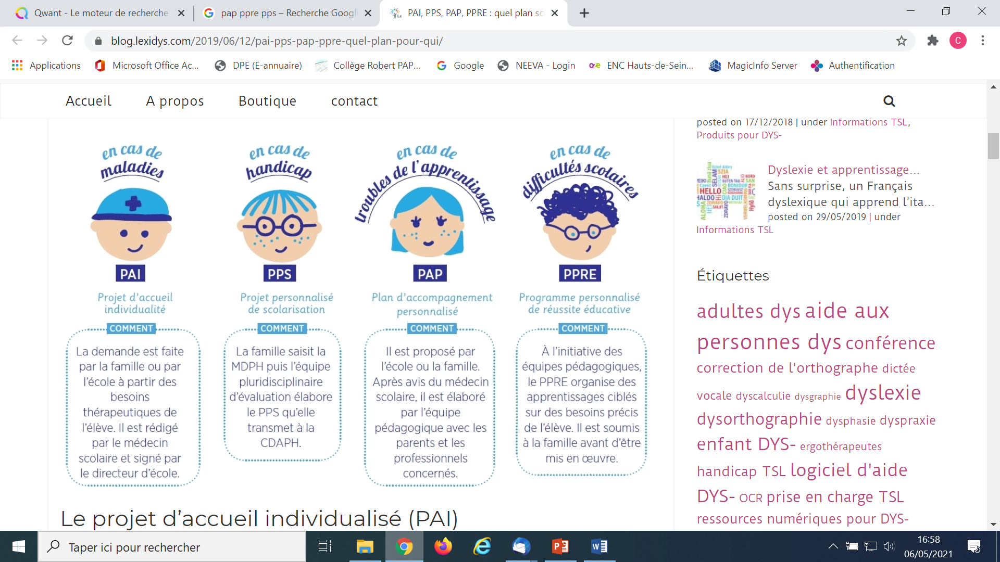 Qwant - Le moteur de recherche
pap ppre pps – Recherche Googl
PAI, PPS, PAP, PPRE : quel plan sc
blog.lexidys.com/2019/06/12/pai-pps-pap-ppre-quel-plan-pour-qui/
C
Applications
Microsoft Office Ac...
DPE (E-annuaire)
Collège Robert PAP...
Google
NEEVA - Login
ENC Hauts-de-Sein...
MagicInfo Server
Authentification
Accueil
A propos
Boutique
contact
en cas de
maladies
PAI
Projet d'accueil
individualité
COMMENT
La demande est faite
par la famille ou par
l'école à partir des
besoins
thérapeutiques de
l'élève. Il est rédigé
par le médecin
scolaire et signé par
le directeur d'école.
en cas de
handicap
PPS
Projet personnalisé
de scolarisation
COMMENT
La famille saisit la
MDPH puis l'équipe
pluridisciplinaire
d'évaluation élabore
le PPS qu'elle
transmet à la
CDAPH.
en cas de
troubles de l'apprentissage
PAP
Plan d'accompagnement
personnalisé
COMMENT
Il est proposé par
l'école ou la famille.
Après avis du médecin
scolaire, il est élaboré
par l'équipe
pédagogique avec les
parents et les
professionnels
concernés.
en cas de
difficultés scolaires
PPRE
Programme personnalisé
de réussite éducative
COMMENT
À l'initiative des
équipes pédagogiques,
le PPRE organise des
apprentissages ciblés
sur des besoins précis
de l'élève. Il est soumis
à la famille avant d'être
mis en œuvre.
Le projet d'accueil individualisé (PAI)
posted on 17/12/2018 | under Informations TSL,
Produits pour DYS-
HELLO
Dyslexie et apprentissage...
Sans surprise, un Français
dyslexique qui apprend l'ita...
posted on 29/05/2019 | under
Informations TSL
Étiquettes
adultes dys aide aux
personnes dys conférence
correction de l'orthographe dictée
vocale dyscalculie dysgraphie dyslexie
dysorthographie dysphasie dyspraxie
enfant DYS- ergothérapeutes
handicap TSL logiciel d'aide
DYS- OCR prise en charge TSL
ressources numériques pour DYS-
Taper ici pour rechercher
16:58
06/05/2021